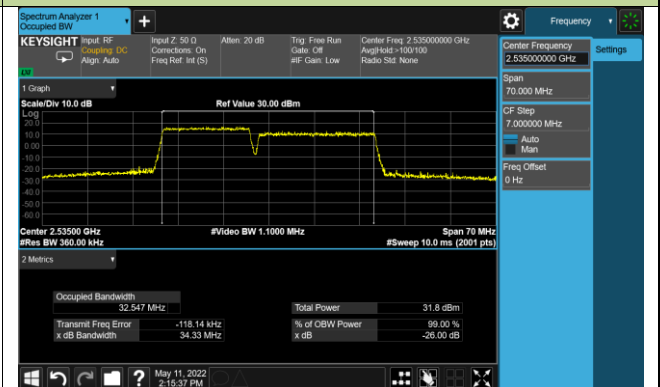 Spectrum Analyzer 1
Occupied BW
Frequency
KEYSIGHT Input: RF
Coupling: DC
Align: Auto
Input Z: 50 Ω
Corrections: On
Freq Ref: Int (S)
Atten: 20 dB
Trig: Free Run
Gate: Off
#IF Gain: Low
Center Freq: 2.535000000 GHz
Avg|Hold:>100/100
Radio Std: None
Center Frequency
2.535000000 GHz
Settings
Span
70.000 MHz
CF Step
7.000000 MHz
Auto
Man
Freq Offset
0 Hz
1 Graph
Scale/Div 10.0 dB
Ref Value 30.00 dBm
Log
20.0
10.0
0.00
-10.0
-20.0
-30.0
-40.0
-50.0
-60.0
Center 2.53500 GHz
#Video BW 1.1000 MHz
Span 70 MHz
#Res BW 360.00 kHz
#Sweep 10.0 ms (2001 pts)
2 Metrics
Occupied Bandwidth
32.547 MHz
Total Power 31.8 dBm
Transmit Freq Error -118.14 kHz
% of OBW Power 99.00 %
x dB Bandwidth 34.33 MHz
x dB -26.00 dB
?
May 11, 2022
2:15:37 PM